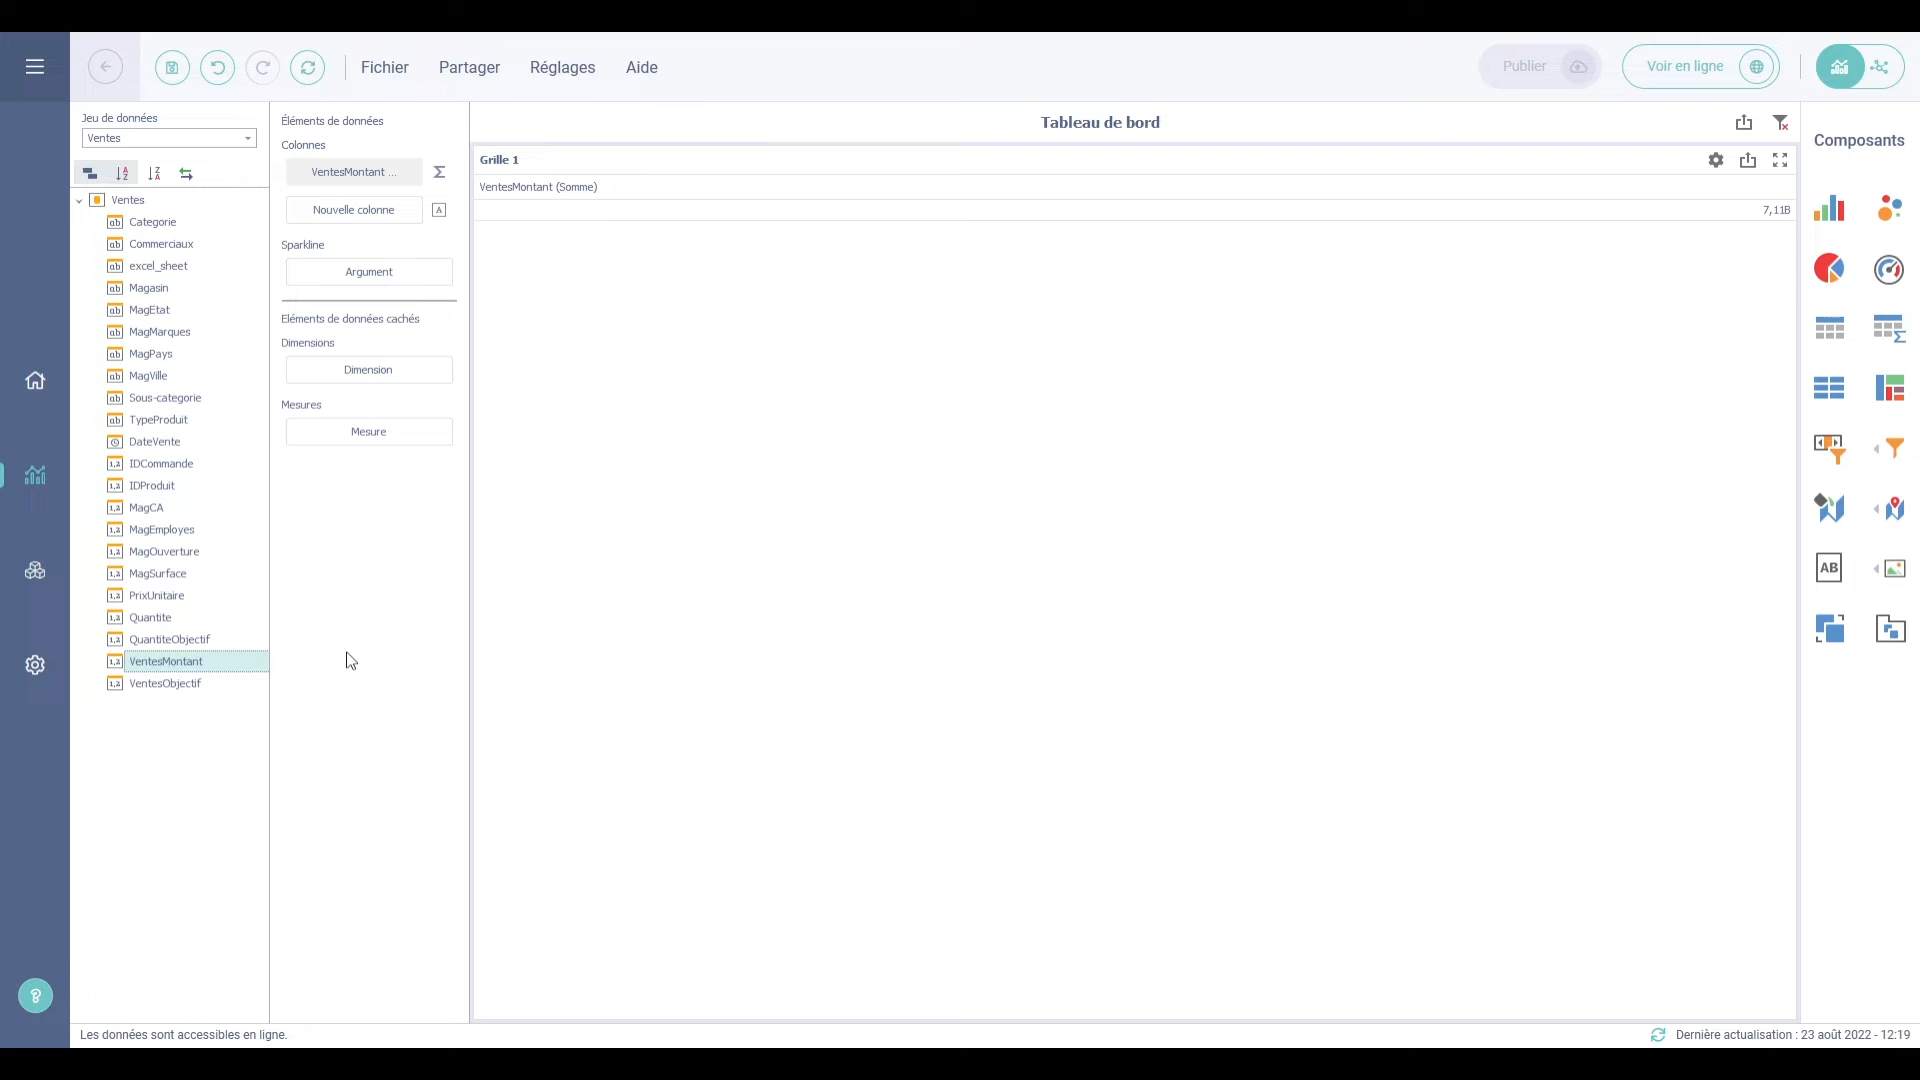 Fichier
Partager
Réglages
Aide
Publier
Voir en ligne
Jeu de données
Ventes
Ventes
Categorie
Commerciaux
excel_sheet
Magasin
MagEtat
MagMarques
MagPays
MagVille
Sous-categorie
TypeProduit
DateVente
IDCommande
IDProduit
MagCA
MagEmployes
MagOuverture
MagSurface
PrixUnitaire
Quantite
QuantiteObjectif
VentesMontant
VentesObjectif
Éléments de données
Colonnes
VentesMontant ...
Nouvelle colonne
Sparkline
Argument
Eléments de données cachés
Dimensions
Dimension
Mesures
Mesure
Tableau de bord
Grille 1
VentesMontant (Somme)
7,11B
Composants
AB
Les données sont accessibles en ligne.
Dernière actualisation : 23 août 2022 - 12:19